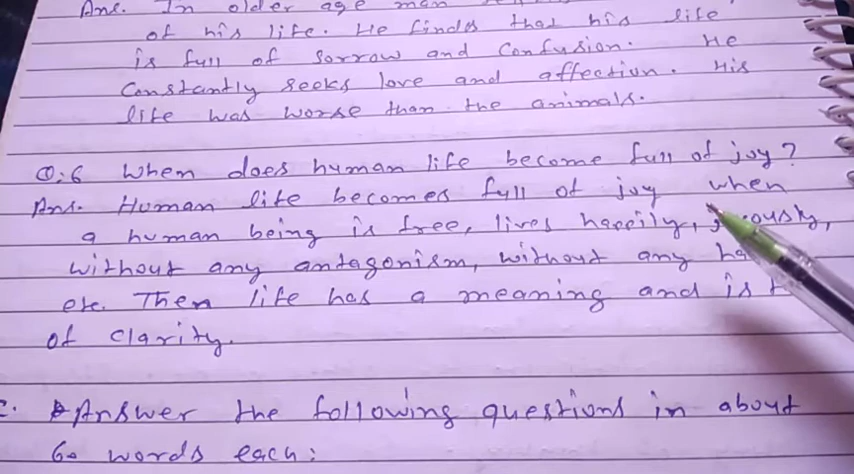 Ans. In older age man
of his life. He findes that his life
is full of sorrow and confusion. He
constantly seeks love and affection. His
life was worse than the animals.
Q.6 When does human life become full of joy?
Ans. Human life becomes full of joy when
a human being is free, lives happily,
without any antagonism, without any
etc. Then life has a meaning and is
of clarity.
2. Answer the following questions in about
60 words each: